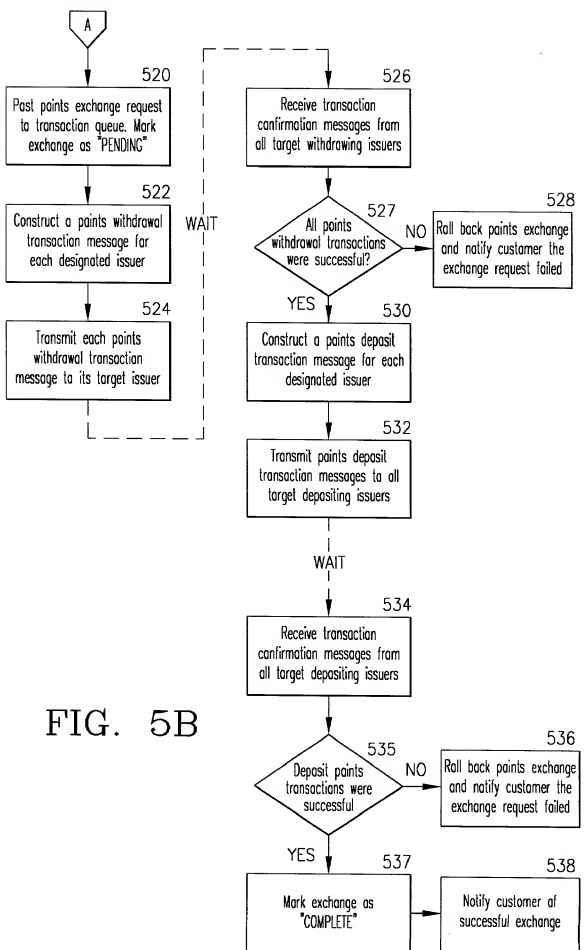 A
520
Post points exchange request
to transaction queue. Mark
exchange as "PENDING"
522
Construct a points withdrawal
transaction message for
each designated issuer
524
Transmit each points
withdrawal transaction
message to its target issuer
WAIT
526
Receive transaction
confirmation messages from
all target withdrawing issuers
527
All points
withdrawal transactions
were successful?
NO
528
Roll back points exchange
and notify customer the
exchange request failed
YES
530
Construct a points deposit
transaction message for each
designated issuer
532
Transmit points deposit
transaction messages to all
target depositing issuers
WAIT
534
Receive transaction
confirmation messages from
all target depositing issuers
FIG. 5B
535
Deposit points
transactions were
successful
NO
536
Roll back points exchange
and notify customer the
exchange request failed
YES
537
Mark exchange as
"COMPLETE"
538
Notify customer of
successful exchange